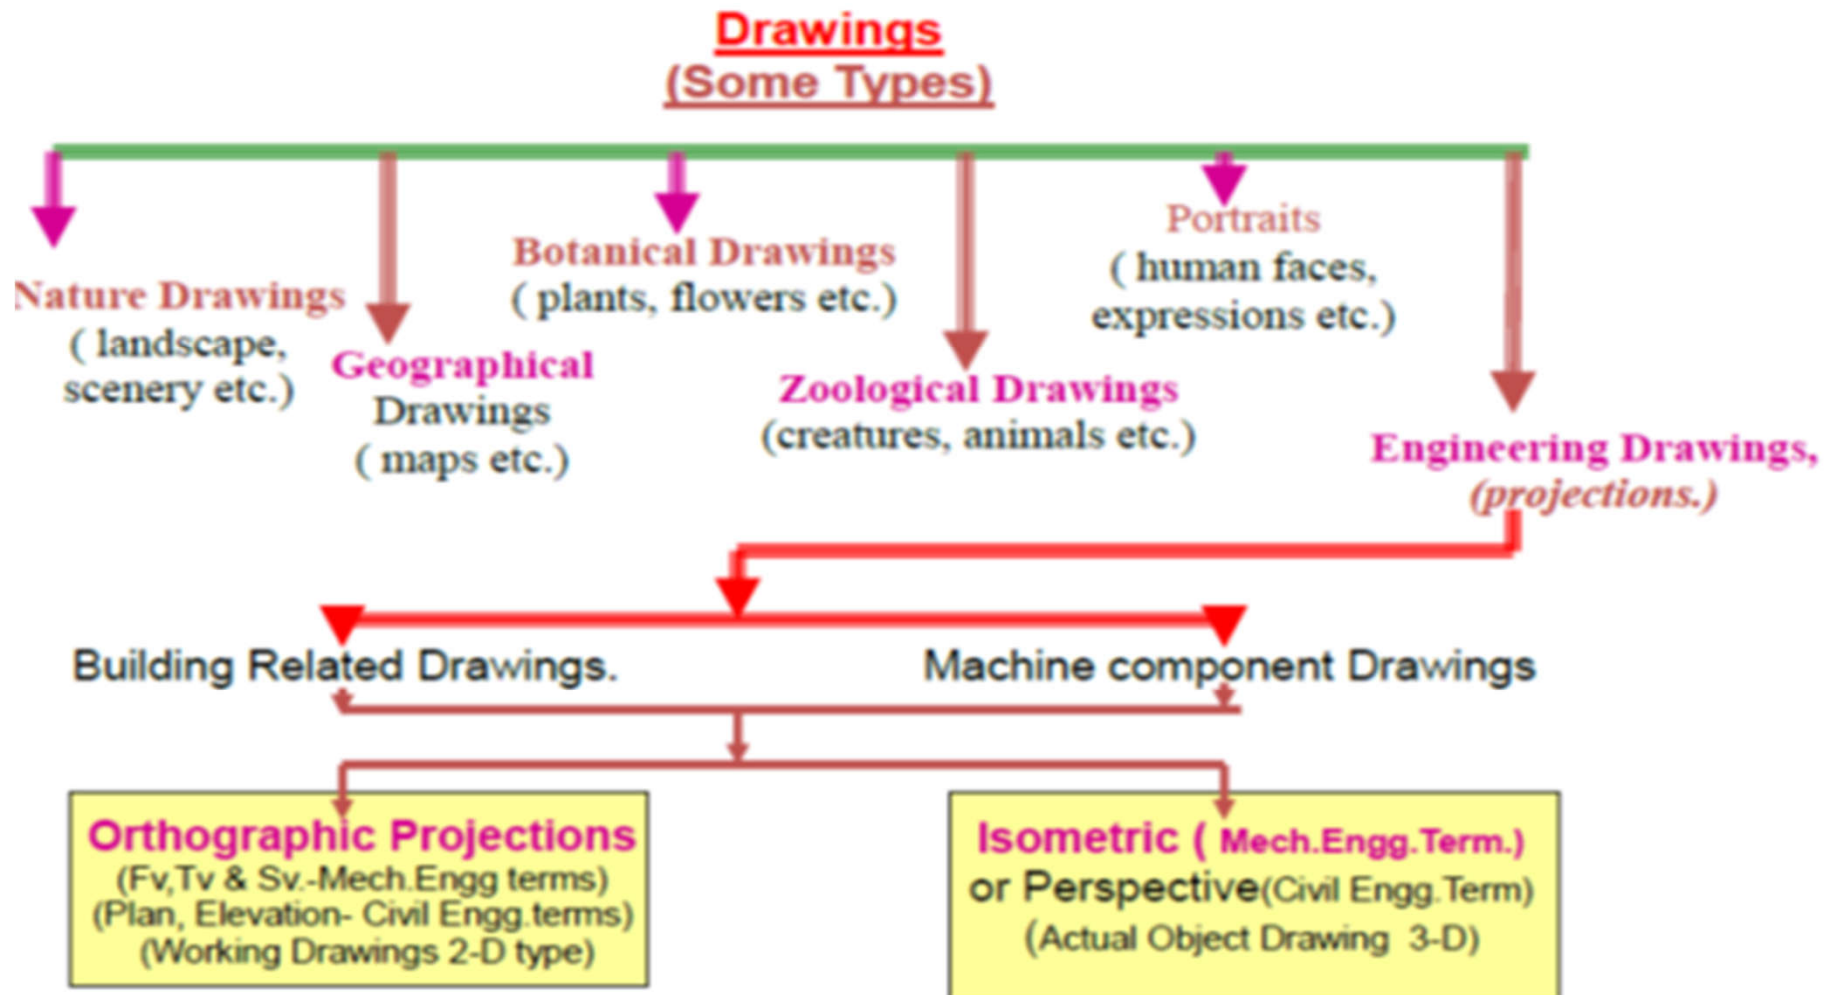 Drawings
(Some Types)
Nature Drawings
( landscape,
scenery etc.)
Geographical
Drawings
( maps etc.)
Botanical Drawings
( plants, flowers etc.)
Zoological Drawings
(creatures, animals etc.)
Portraits
( human faces,
expressions etc.)
Engineering Drawings,
(projections.)
Building Related Drawings.
Machine component Drawings
Orthographic Projections
(Fv,Tv & Sv.-Mech.Engg terms)
(Plan, Elevation- Civil Engg.terms)
(Working Drawings 2-D type)
Isometric ( Mech.Engg.Term.)
or Perspective(Civil Engg.Term)
(Actual Object Drawing 3-D)